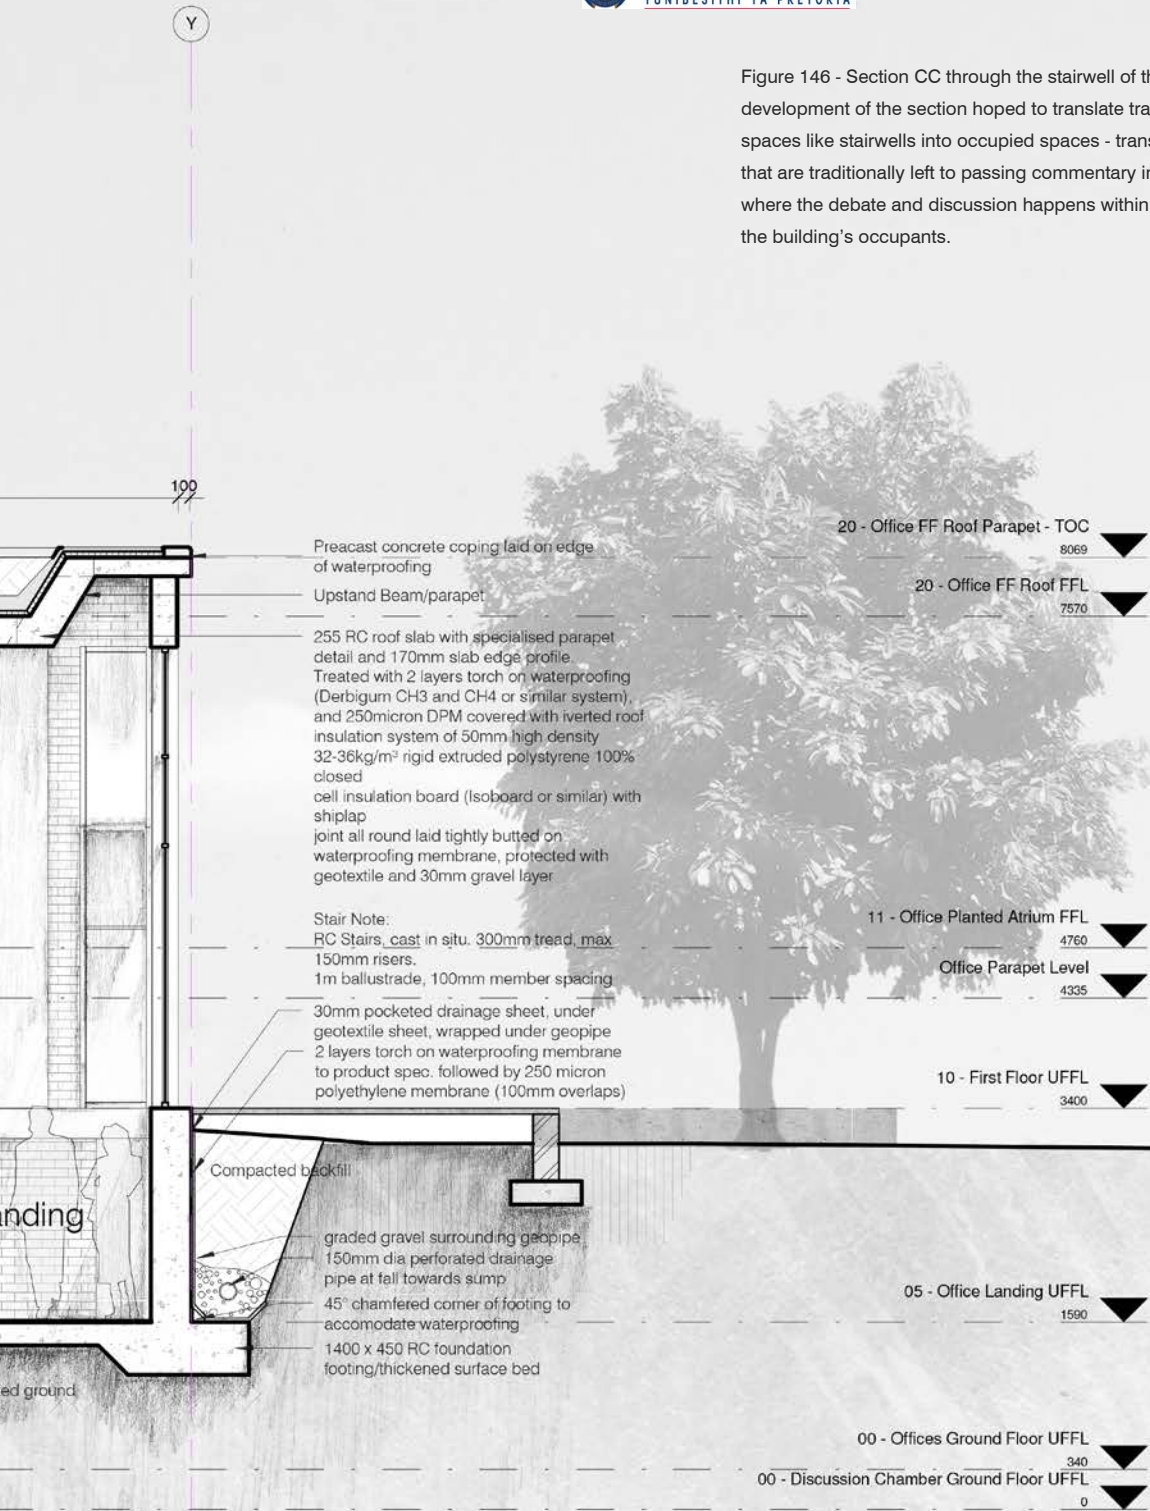 YUNIBESITHI YA PRETORIA
Y
Figure 146 - Section CC through the stairwell of
development of the section hoped to translate
spaces like stairwells into occupied spaces -
that are traditionally left to passing commentary
where the debate and discussion happens within
the building’s occupants.
100
20 - Office FF Roof Parapet - TOC
8069
Preacast concrete coping laid on edge
of waterproofing
20 - Office FF Roof FFL
7570
Upstand Beam/parapet
255 RC roof slab with specialised parapet
detail and 170mm slab edge profile.
Treated with 2 layers torch on waterproofing
(Derbigum CH3 and CH4 or similar system),
and 250micron DPM covered with iverted roof
insulation system of 50mm high density
32-36kg/m³ rigid extruded polystyrene 100%
closed
cell insulation board (Isoboard or similar) with
shiplap
joint all round laid tightly butted on
waterproofing membrane, protected with
geotextile and 30mm gravel layer
Stair Note:
RC Stairs, cast in situ. 300mm tread, max
150mm risers.
1m ballustrade, 100mm member spacing
11 - Office Planted Atrium FFL
4760
Office Parapet Level
4335
30mm pocketed drainage sheet, under
geotextile sheet, wrapped under geopipe
2 layers torch on waterproofing membrane
to product spec. followed by 250 micron
polyethylene membrane (100mm overlaps)
10 - First Floor UFFL
3400
Compacted backfill
anding
graded gravel surrounding geopipe
150mm dia perforated drainage
pipe at fall towards sump
45° chamfered corner of footing to
accomodate waterproofing
1400 x 450 RC foundation
footing/thickened surface bed
05 - Office Landing UFFL
1590
ed ground
00 - Offices Ground Floor UFFL
340
00 - Discussion Chamber Ground Floor UFFL
0